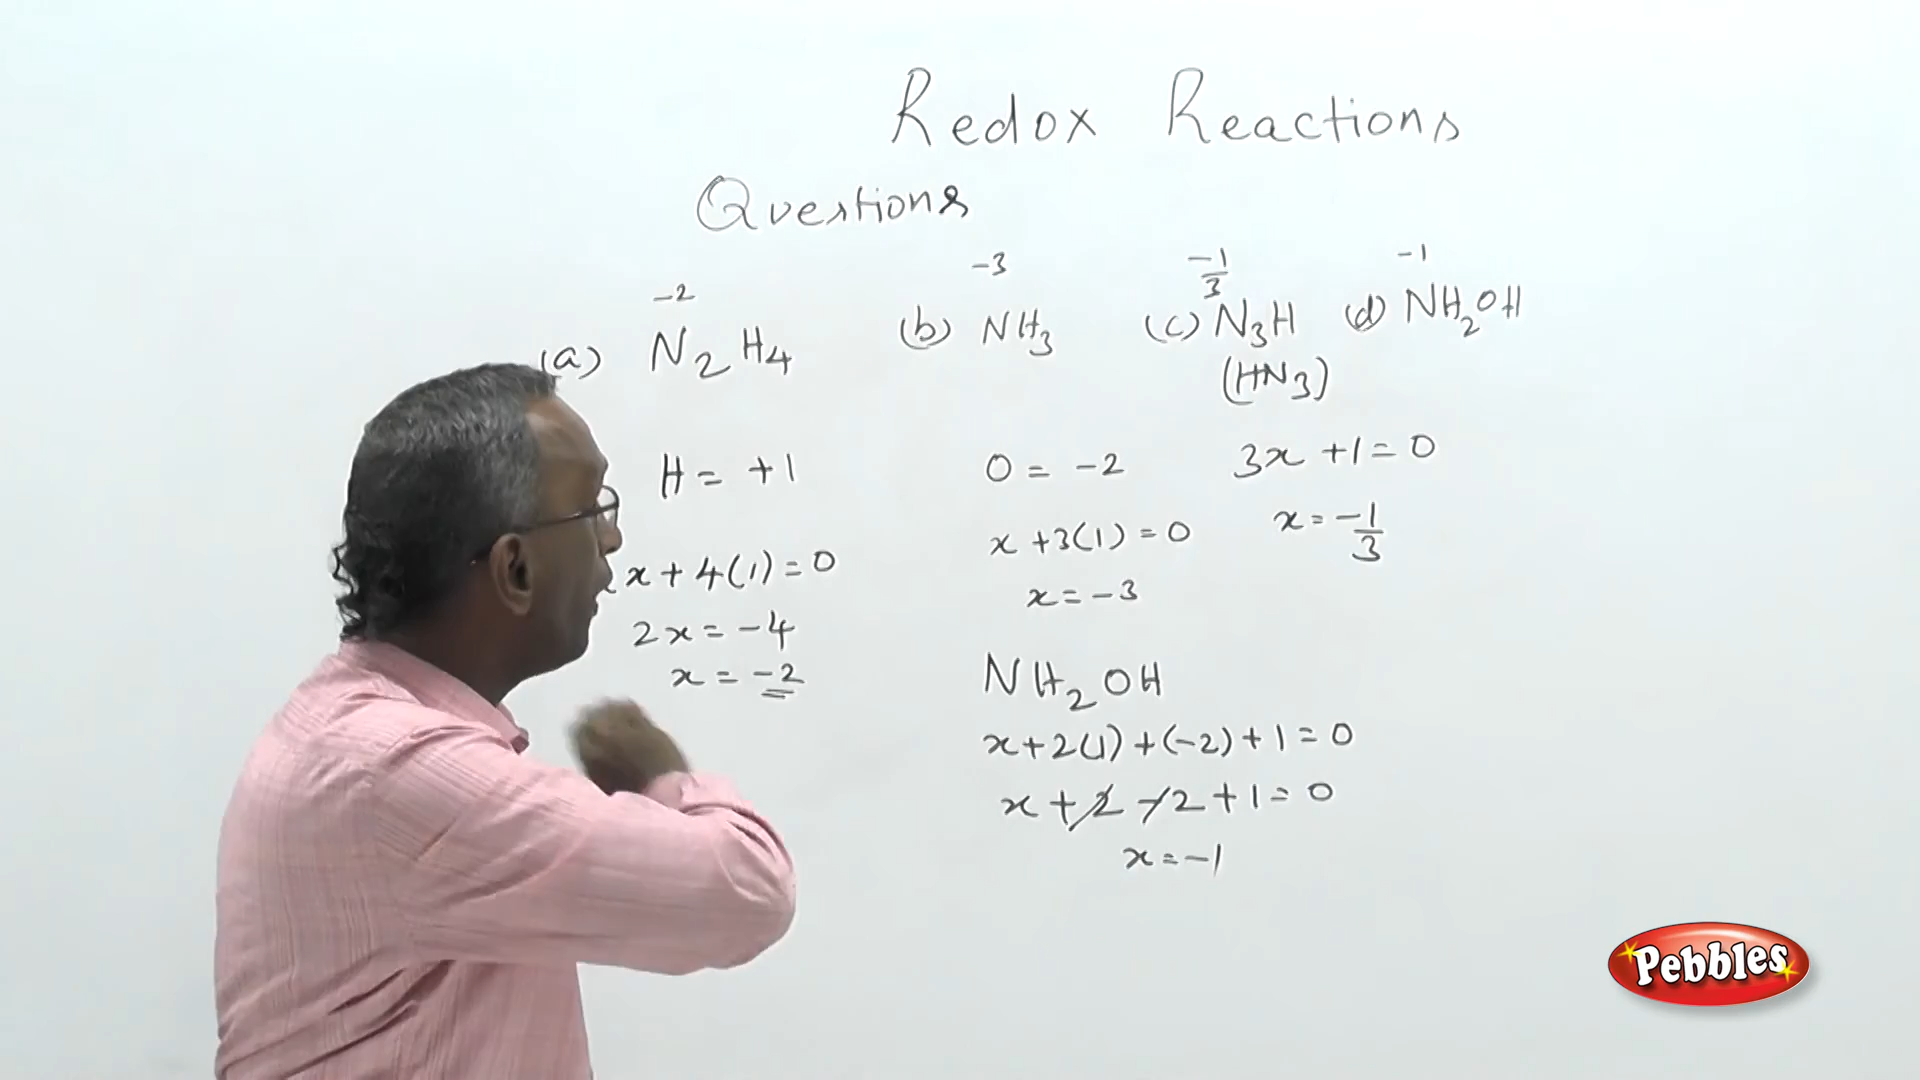 Redox Reactions
Questions
-2
(a) N2H4
-3
(b) NH3
-1/3
(c) N3H
(HN3)
-1
(d) NH2OH
H = +1
x + 4(1) = 0
2x = -4
x = -2
O = -2
x + 3(1) = 0
x = -3
3x + 1 = 0
x = -1/3
NH2OH
x + 2(1) + (-2) + 1 = 0
x + 2 - 2 + 1 = 0
x = -1
Pebbles